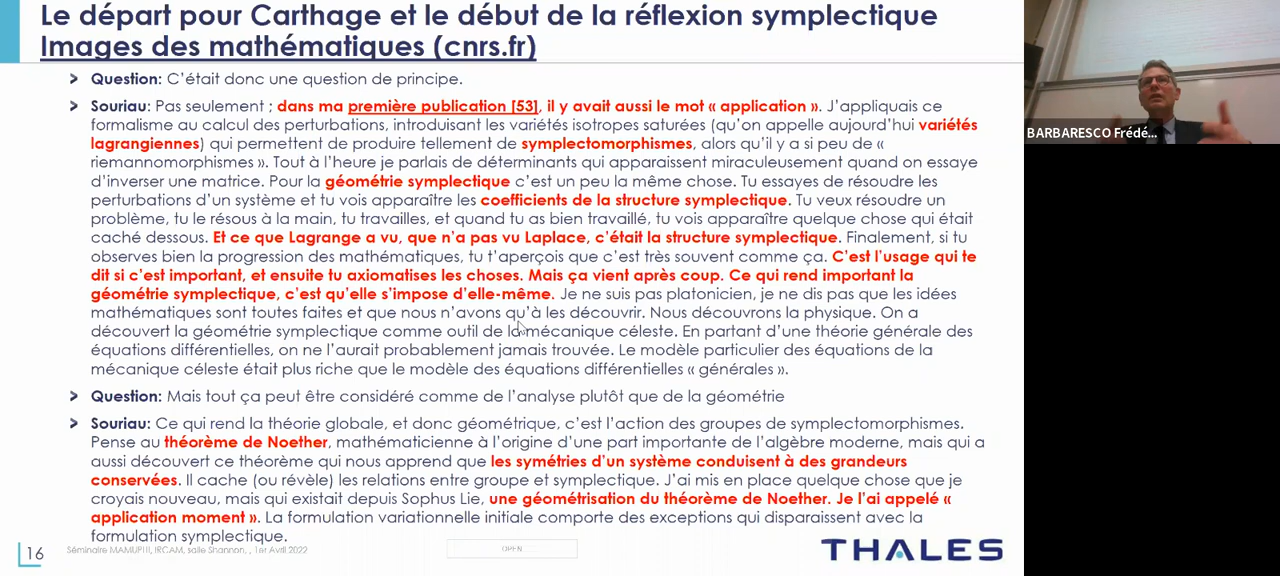 Le départ pour Carthage et le début de la réflexion symplectique
Images des mathématiques (cnrs.fr)
Question: C'était donc une question de principe.
Souriau: Pas seulement ; dans ma première publication [53], il y avait aussi le mot « application ». J'appliquais ce
formalisme au calcul des perturbations, introduisant les variétés isotropes saturées (qu'on appelle aujourd'hui variétés
lagrangiennes) qui permettent de produire tellement de symplectomorphismes, alors qu'il y a si peu de «
riemannomorphismes ». Tout à l'heure je parlais de déterminants qui apparaissent miraculeusement quand on essaye
d'inverser une matrice. Pour la géométrie symplectique c'est un peu la même chose. Tu essayes de résoudre les
perturbations d'un système et tu vois apparaître les coefficients de la structure symplectique. Tu veux résoudre un
problème, tu le résous à la main, tu travailles, et quand tu as bien travaillé, tu vois apparaître quelque chose qui était
caché dessous. Et ce que Lagrange a vu, que n'a pas vu Laplace, c'était la structure symplectique. Finalement, si tu
observes bien la progression des mathématiques, tu t'aperçois que c'est très souvent comme ça. C'est l'usage qui te
dit si c'est important, et ensuite tu axiomatises les choses. Mais ça vient après coup. Ce qui rend important la
géométrie symplectique, c'est qu'elle s'impose d'elle-même. Je ne suis pas platonicien, je ne dis pas que les idées
mathématiques sont toutes faites et que nous n'avons qu'à les découvrir. Nous découvrons la physique. On a
découvert la géométrie symplectique comme outil de la mécanique céleste. En partant d'une théorie générale des
équations différentielles, on ne l'aurait probablement jamais trouvée. Le modèle particulier des équations de la
mécanique céleste était plus riche que le modèle des équations différentielles « générales ».
Question: Mais tout ça peut être considéré comme de l'analyse plutôt que de la géométrie
Souriau: Ce qui rend la théorie globale, et donc géométrique, c'est l'action des groupes de symplectomorphismes.
Pense au théorème de Noether, mathématicienne à l'origine d'une part importante de l'algèbre moderne, mais qui a
aussi découvert ce théorème qui nous apprend que les symétries d'un système conduisent à des grandeurs
conservées. Il cache (ou révèle) les relations entre groupe et symplectique. J'ai mis en place quelque chose que je
croyais nouveau, mais qui existait depuis Sophus Lie, une géométrisation du théorème de Noether. Je l'ai appelé «
application moment ». La formulation variationnelle initiale comporte des exceptions qui disparaissent avec la
formulation symplectique.
16
Séminaire MAMUPHI, IRCAM, salle Shannon, , 1er Avril 2022
OPEN
THALES
BARBARESCO Frédé...